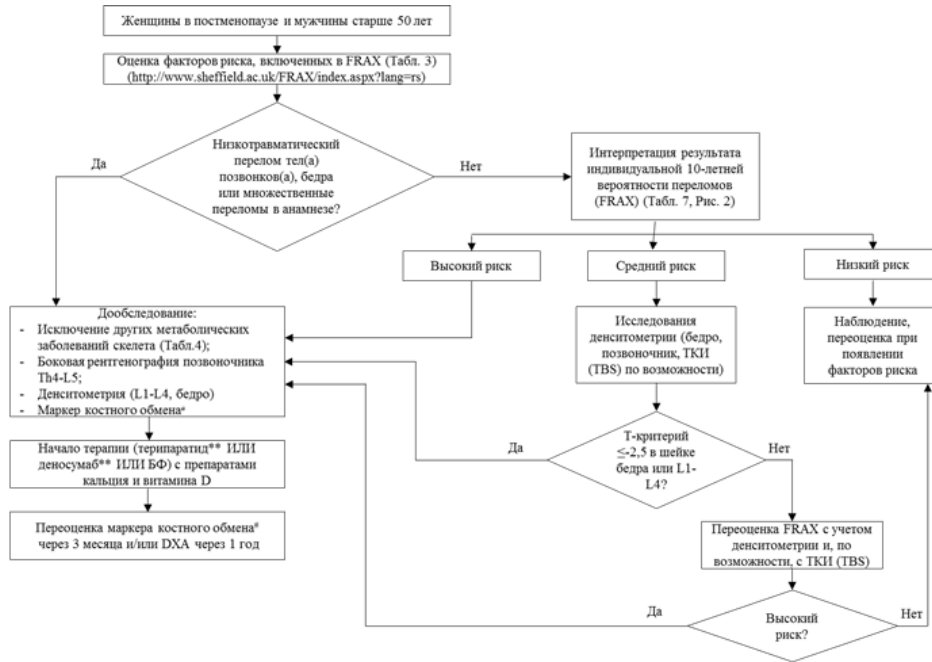 Женщины в постменопаузе и мужчины старше 50 лет
Оценка факторов риска, включенных в FRAX (Табл. 3)
(http://www.sheffield.ac.uk/FRAX/index.aspx?lang=rs)
Низкотравматический
перелом тел(а)
позвонков(а), бедра
или множественные
переломы в анамнезе?
Да
Нет
Интерпретация результата
индивидуальной 10-летней
вероятности переломов
(FRAX) (Табл. 7, Рис. 2)
Высокий риск
Средний риск
Низкий риск
Дообследование:
- Исключение других метаболических
заболеваний скелета (Табл.4);
- Боковая рентгенография позвоночника
Th4-L5;
- Денситометрия (L1-L4, бедро)
- Маркер костного обмена#
Исследования
денситометрии (бедро,
позвоночник, ТКИ
(TBS) по возможности)
Наблюдение,
переоценка при
появлении
факторов риска
Т-критерий
≤-2,5 в шейке
бедра или L1-
L4?
Да
Нет
Начало терапии (терипаратид** ИЛИ
деносумаб** ИЛИ БФ) с препаратами
кальция и витамина D
Переоценка маркера костного обмена#
через 3 месяца и/или DXA через 1 год
Переоценка FRAX с учетом
денситометрии и, по
возможности, с ТКИ (TBS)
Высокий
риск?
Да
Нет